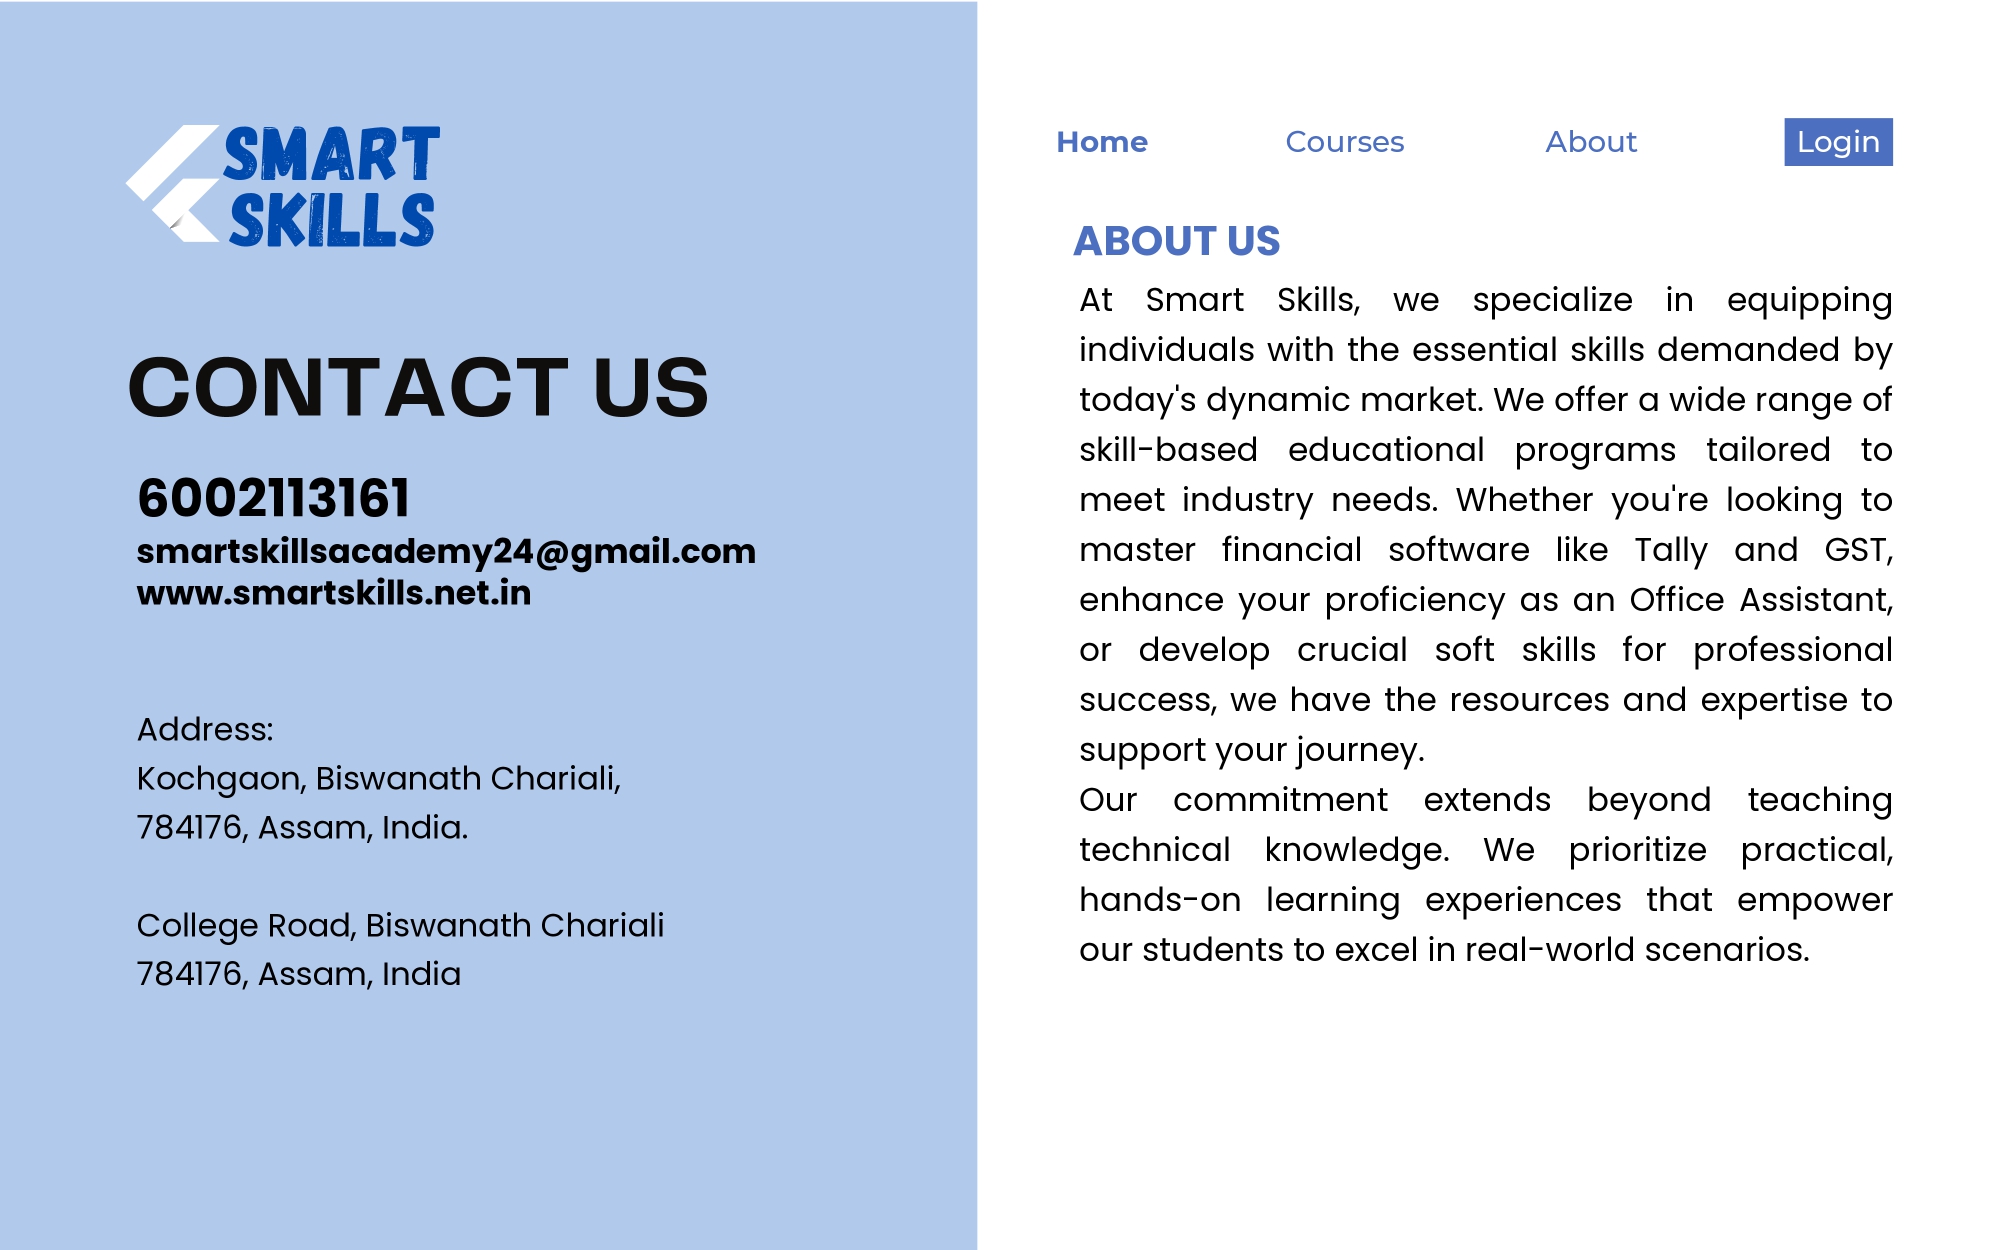 SMART
SKILLS
CONTACT US
6002113161
smartskillsacademy24@gmail.com
www.smartskills.net.in
Address:
Kochgaon, Biswanath Chariali,
784176, Assam, India.
College Road, Biswanath Chariali
784176, Assam, India
Home Courses About Login
ABOUT US
At Smart Skills, we specialize in equipping
individuals with the essential skills demanded by
today's dynamic market. We offer a wide range of
skill-based educational programs tailored to
meet industry needs. Whether you're looking to
master financial software like Tally and GST,
enhance your proficiency as an Office Assistant,
or develop crucial soft skills for professional
success, we have the resources and expertise to
support your journey.
Our commitment extends beyond teaching
technical knowledge. We prioritize practical,
hands-on learning experiences that empower
our students to excel in real-world scenarios.